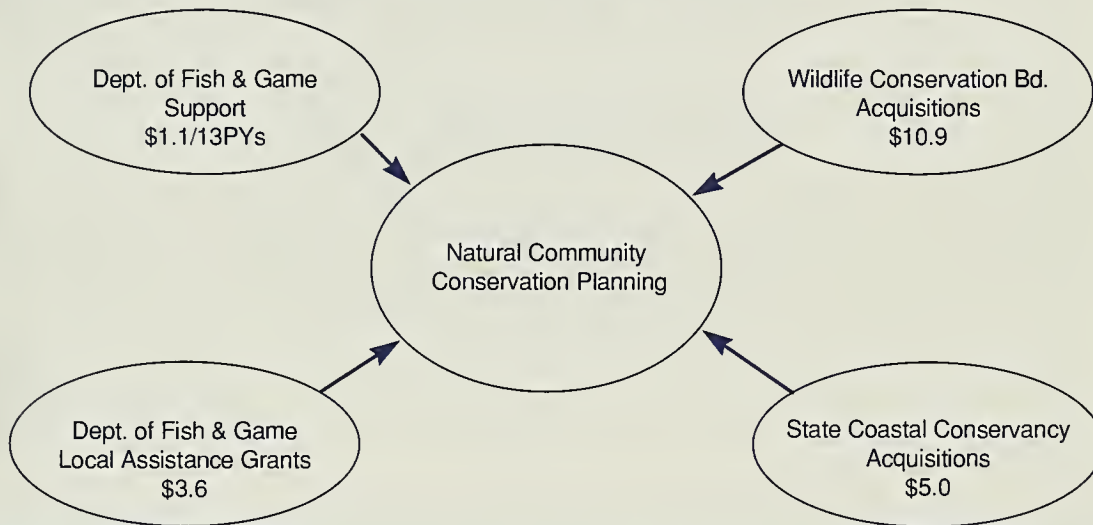 Dept. of Fish & Game
Support
$1.1/13PYs
Wildlife Conservation Bd.
Acquisitions
$10.9
Natural Community
Conservation Planning
Dept. of Fish & Game
Local Assistance Grants
$3.6
State Coastal Conservancy
Acquisitions
$5.0